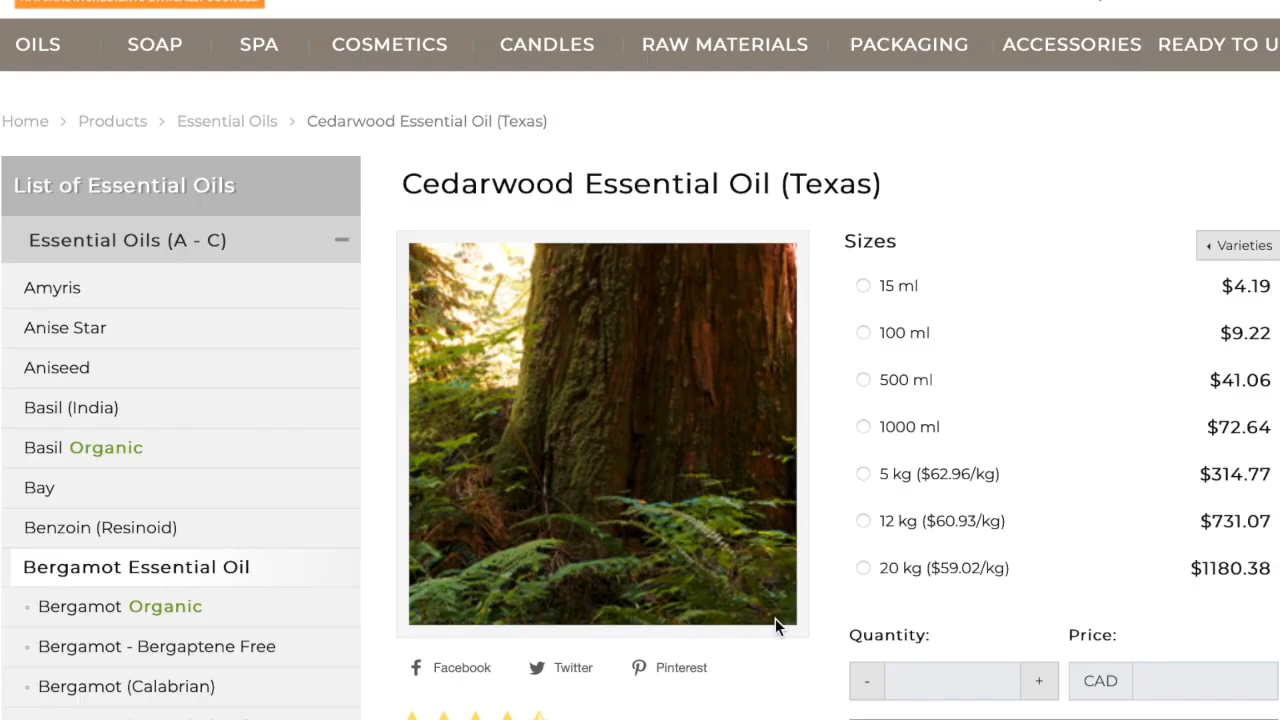 OILS
SOAP
SPA
COSMETICS
CANDLES
RAW MATERIALS
PACKAGING
ACCESSORIES
READY TO U
Home > Products > Essential Oils > Cedarwood Essential Oil (Texas)
List of Essential Oils
Essential Oils (A - C)
Amyris
Anise Star
Aniseed
Basil (India)
Basil Organic
Bay
Benzoin (Resinoid)
Bergamot Essential Oil
Bergamot Organic
Bergamot - Bergaptene Free
Bergamot (Calabrian)
Cedarwood Essential Oil (Texas)
Facebook
Twitter
Pinterest
Sizes
Varieties
15 ml $4.19
100 ml $9.22
500 ml $41.06
1000 ml $72.64
5 kg ($62.96/kg) $314.77
12 kg ($60.93/kg) $731.07
20 kg ($59.02/kg) $1180.38
Quantity:
Price:
- +
CAD